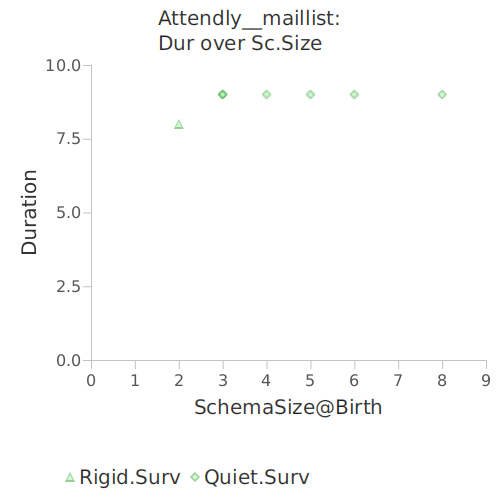 Attendly__maillist:
Dur over Sc.Size
10.0
7.5
5.0
2.5
0.0
Duration
0 1 2 3 4 5 6 7 8 9
SchemaSize@Birth
Rigid.Surv Quiet.Surv